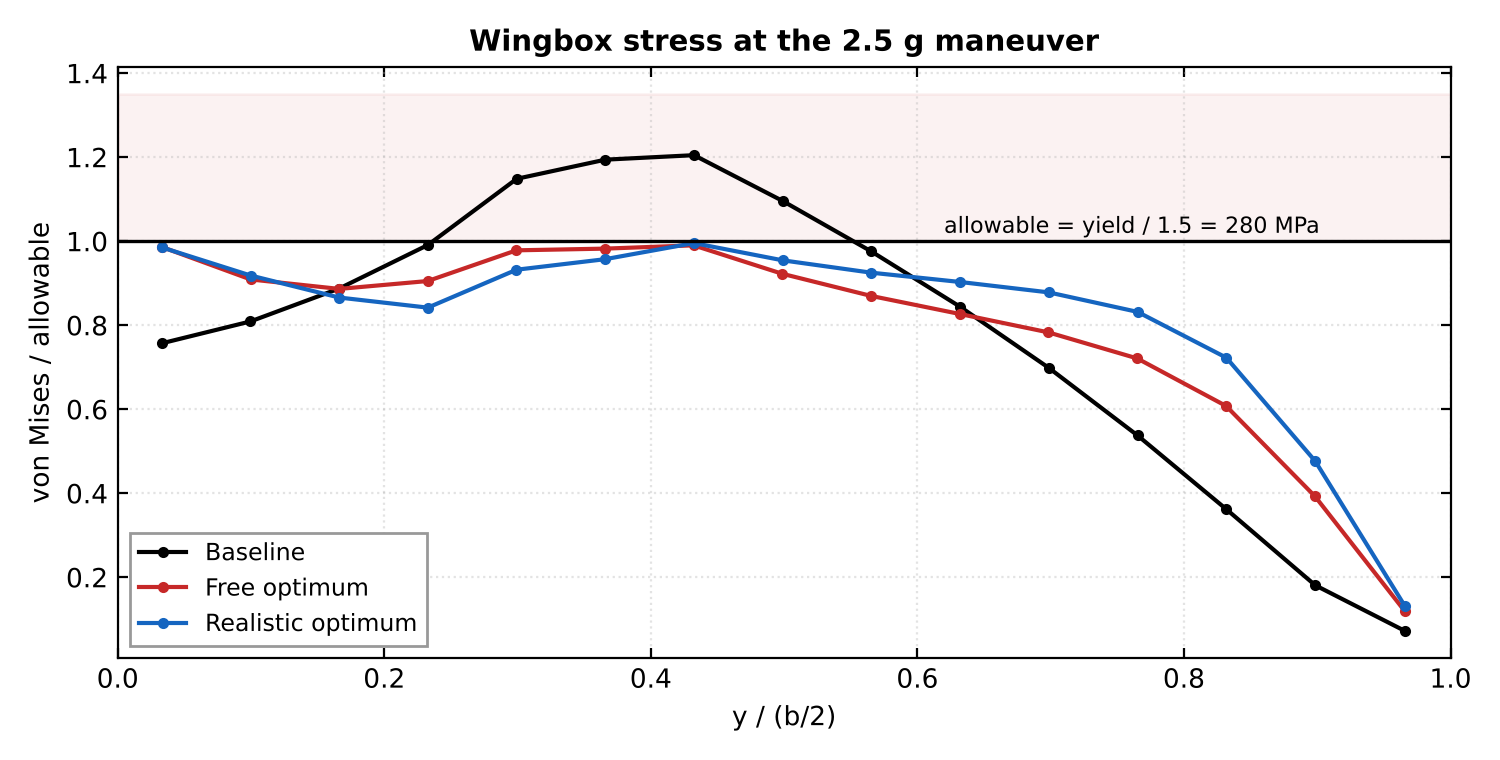 Wingbox stress at the 2.5 g maneuver
1.4
1.2
1.0
0.8
0.6
0.4
0.2
von Mises / allowable
allowable = yield / 1.5 = 280 MPa
Baseline
Free optimum
Realistic optimum
0.0 0.2 0.4 0.6 0.8 1.0
y / (b/2)